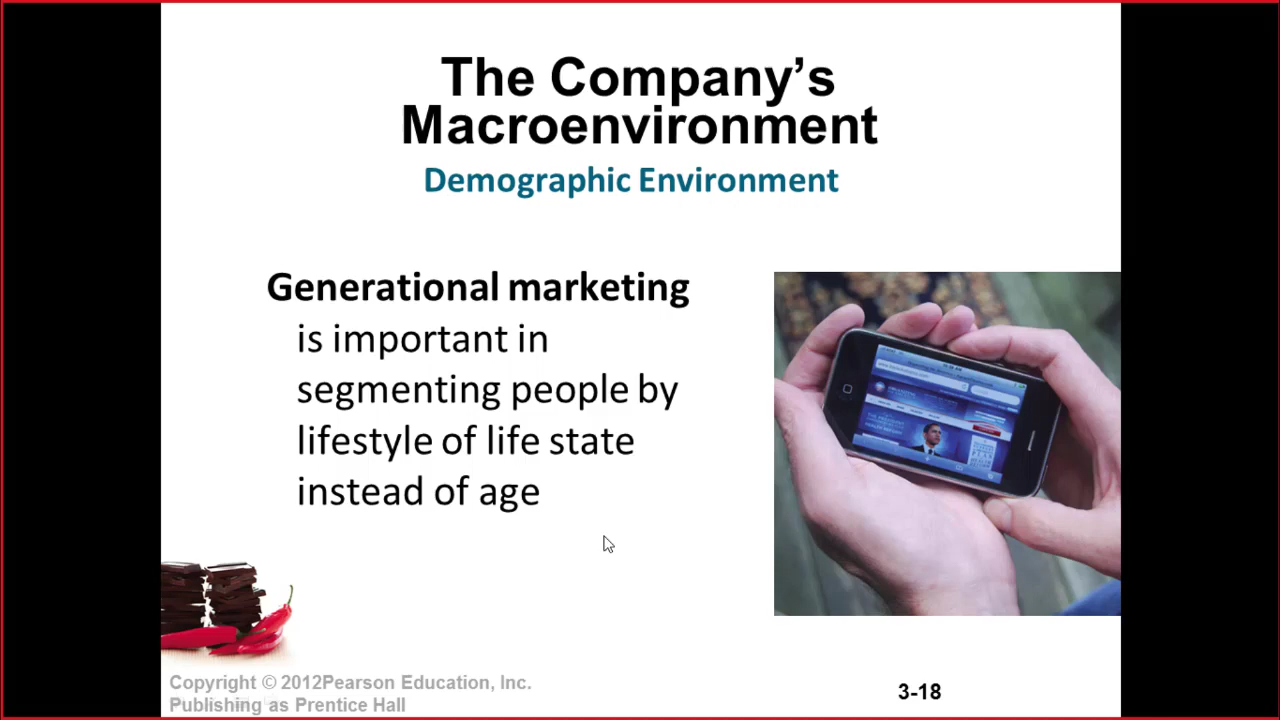 The Company’s
Macroenvironment
Demographic Environment
Generational marketing
is important in
segmenting people by
lifestyle of life state
instead of age
Copyright © 2012Pearson Education, Inc.
Publishing as Prentice Hall
3-18